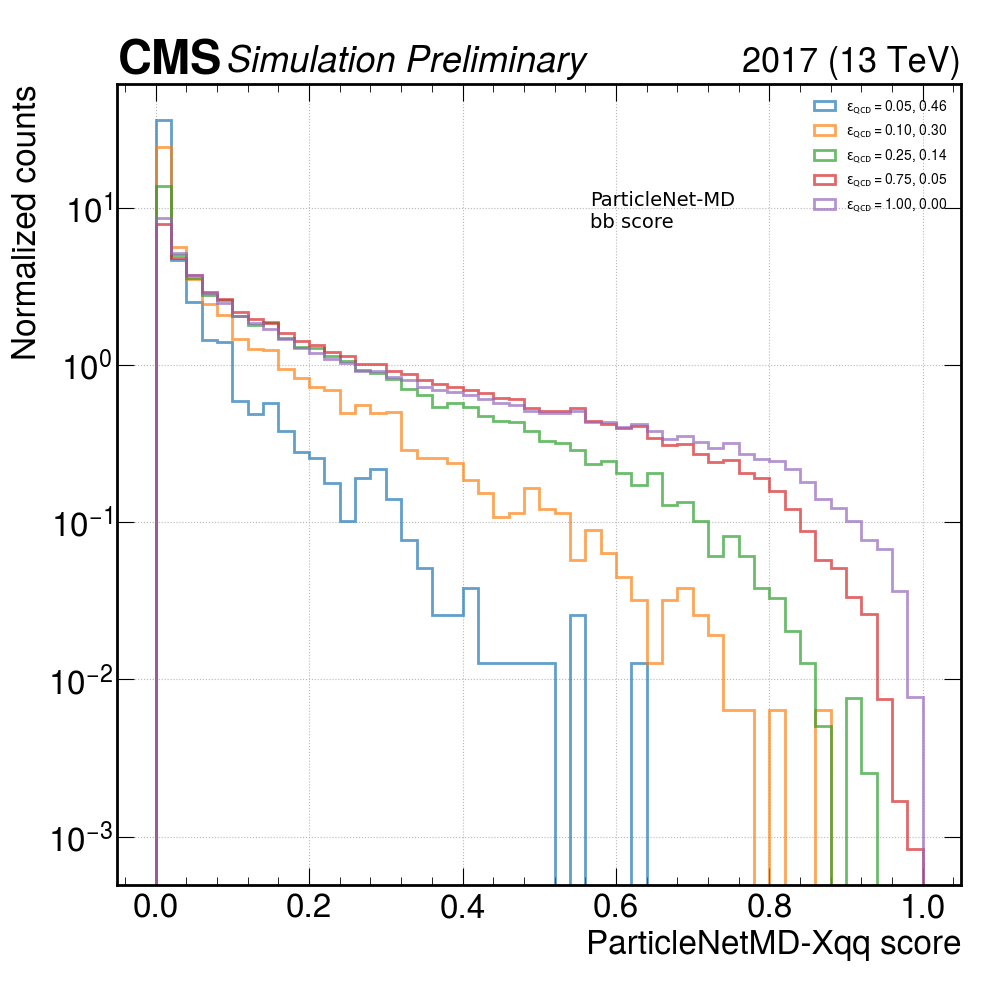 CMS Simulation Preliminary 2017 (13 TeV)
ε_QCD = 0.05, 0.46
ε_QCD = 0.10, 0.30
ε_QCD = 0.25, 0.14
ε_QCD = 0.75, 0.05
ε_QCD = 1.00, 0.00
ParticleNet-MD
bb score
Normalized counts
10^1
10^0
10^−1
10^−2
10^−3
0.0 0.2 0.4 0.6 0.8 1.0
ParticleNetMD-Xqq score